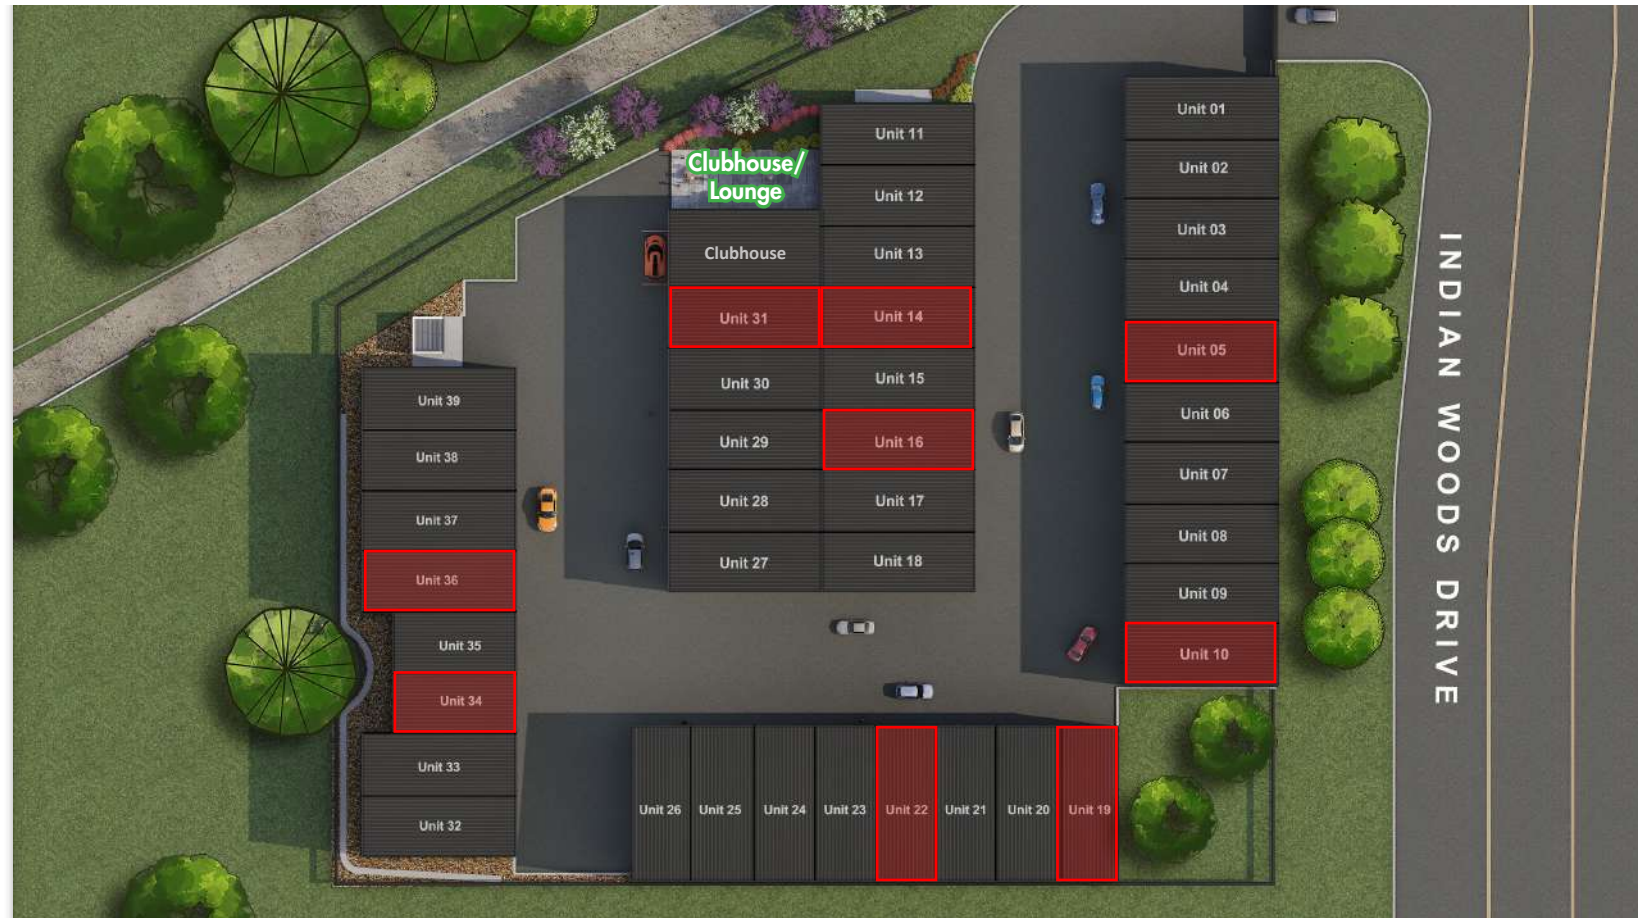 Unit 01
Unit 02
Unit 03
Unit 04
Unit 05
Unit 06
Unit 07
Unit 08
Unit 09
Unit 10
Unit 11
Unit 12
Unit 13
Unit 14
Unit 15
Unit 16
Unit 17
Unit 18
Clubhouse/
Lounge
Clubhouse
Unit 31
Unit 30
Unit 29
Unit 28
Unit 27
Unit 39
Unit 38
Unit 37
Unit 36
Unit 35
Unit 34
Unit 33
Unit 32
Unit 26
Unit 25
Unit 24
Unit 23
Unit 22
Unit 21
Unit 20
Unit 19
INDIAN WOODS DRIVE